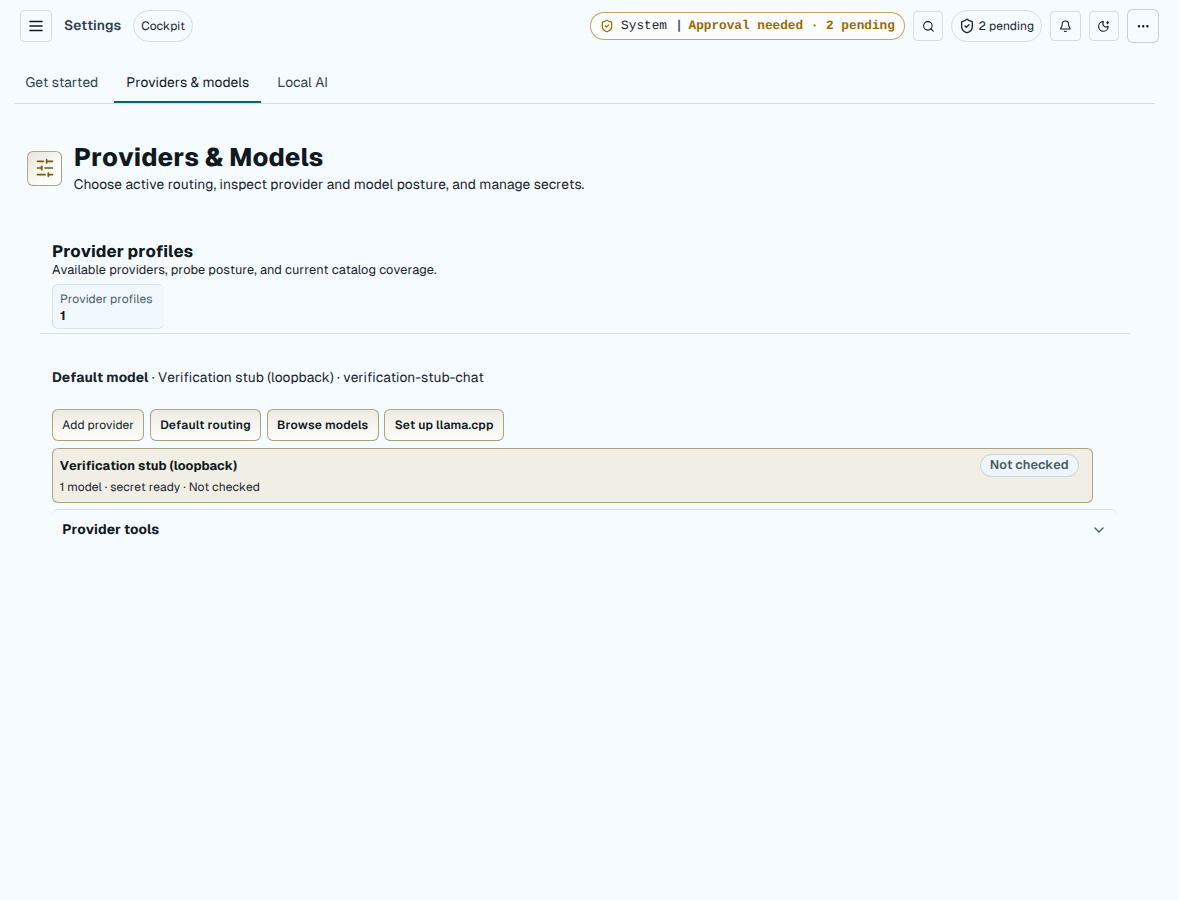 Settings Cockpit System | Approval needed · 2 pending 2 pending
Get started Providers & models Local AI
Providers & Models
Choose active routing, inspect provider and model posture, and manage secrets.
Provider profiles
Available providers, probe posture, and current catalog coverage.
Provider profiles
1
Default model · Verification stub (loopback) · verification-stub-chat
Add provider Default routing Browse models Set up llama.cpp
Verification stub (loopback) Not checked
1 model · secret ready · Not checked
Provider tools